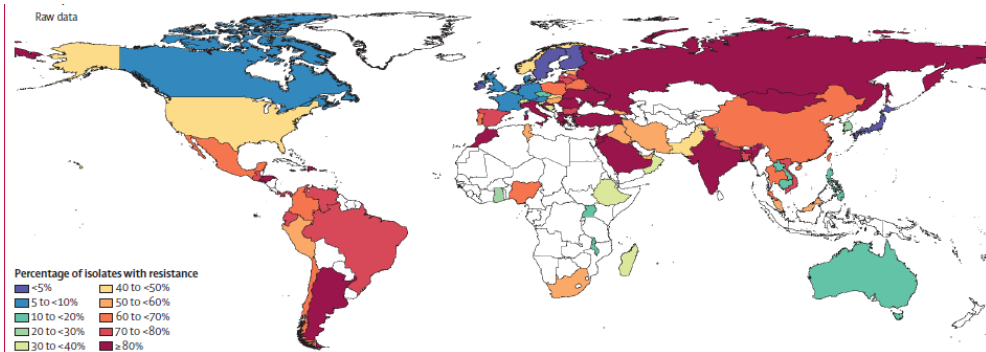 Raw data
Percentage of isolates with resistance
<5%
5 to <10%
10 to <20%
20 to <30%
30 to <40%
40 to <50%
50 to <60%
60 to <70%
70 to <80%
≥80%